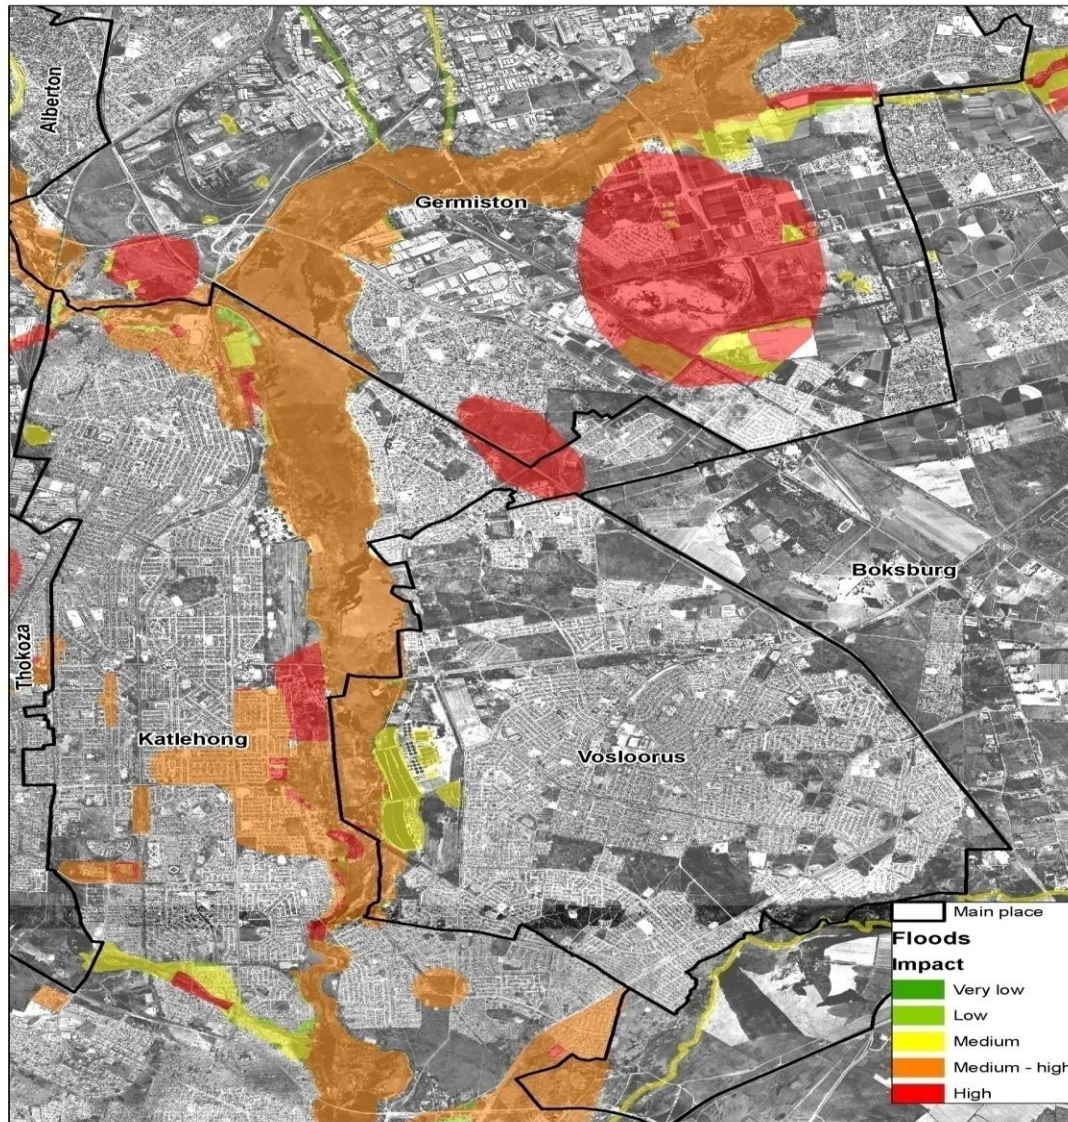 Alberton
Germiston
Boksburg
Thokoza
Katlehong
Vosloorus
Main place
Floods
Impact
Very low
Low
Medium
Medium - high
High